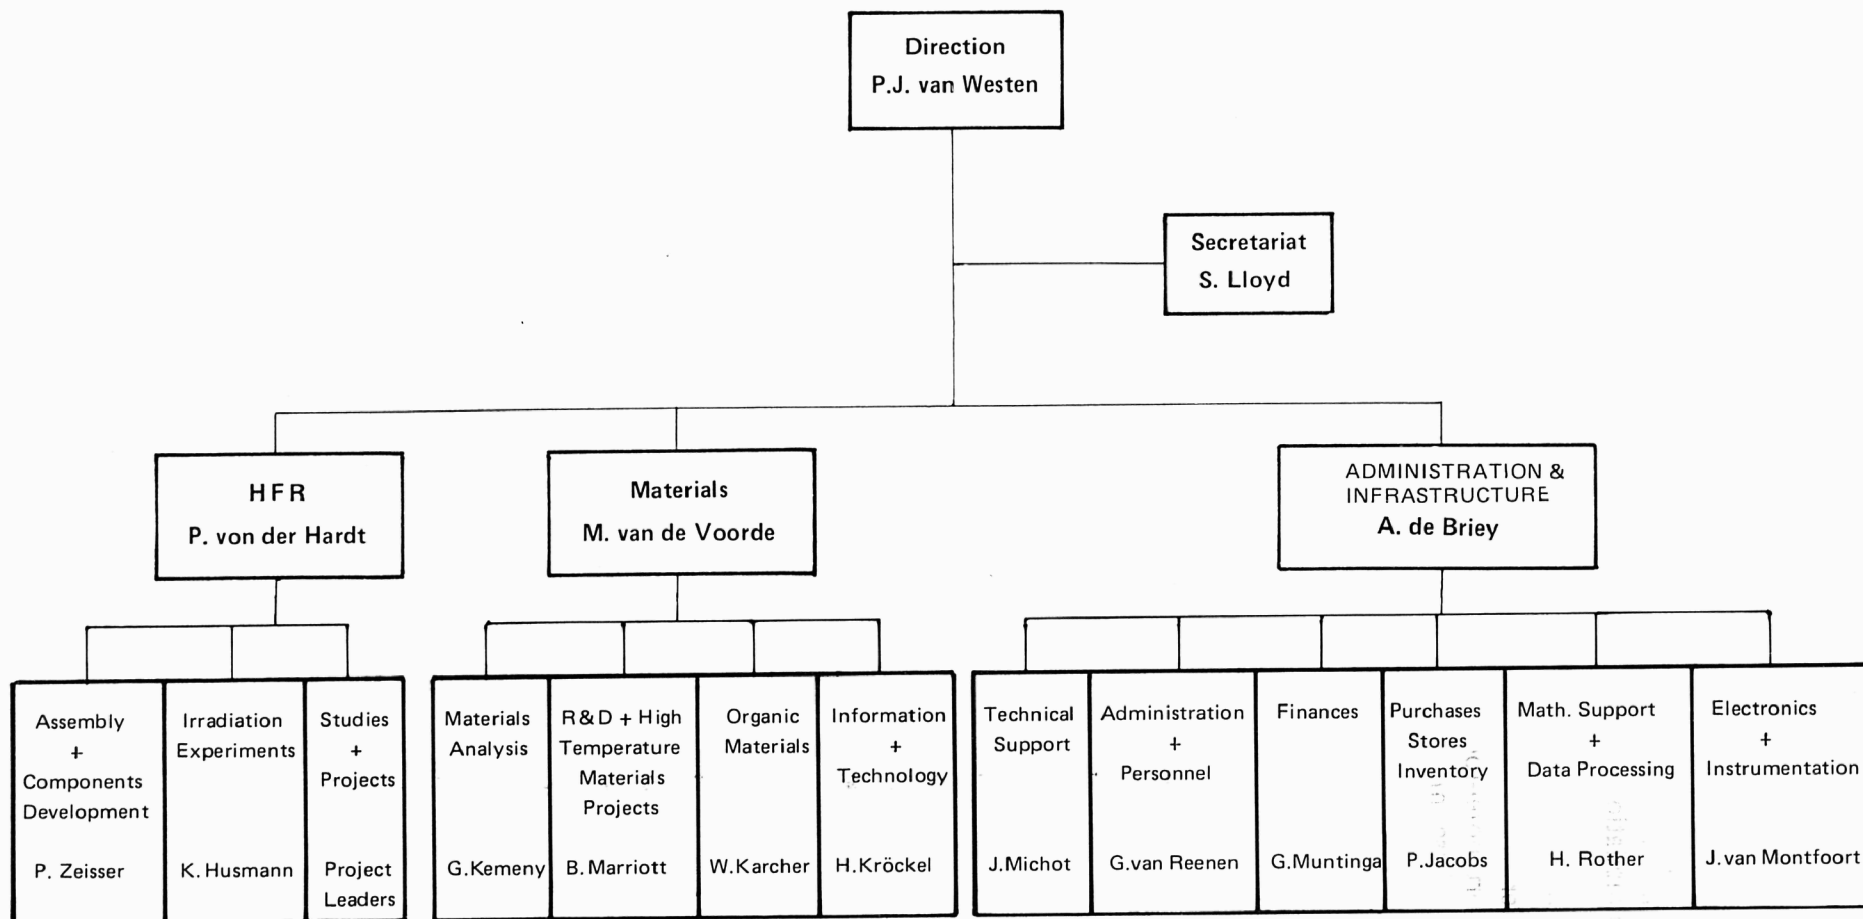 Direction
P.J. van Westen
Secretariat
S. Lloyd
HFR
P. von der Hardt
Materials
M. van de Voorde
ADMINISTRATION &
INFRASTRUCTURE
A. de Briey
Assembly
+
Components
Development
P. Zeisser
Irradiation
Experiments
K. Husmann
Studies
+
Projects
Project
Leaders
Materials
Analysis
G.Kemeny
R&D + High
Temperature
Materials
Projects
B. Marriott
Organic
Materials
W.Karcher
Information
+
Technology
H.Kröckel
Technical
Support
J.Michot
Administration
+
Personnel
G.van Reenen
Finances
G.Muntinga
Purchases
Stores
Inventory
P.Jacobs
Math. Support
+
Data Processing
H. Rother
Electronics
+
Instrumentation
J.van Montfoort